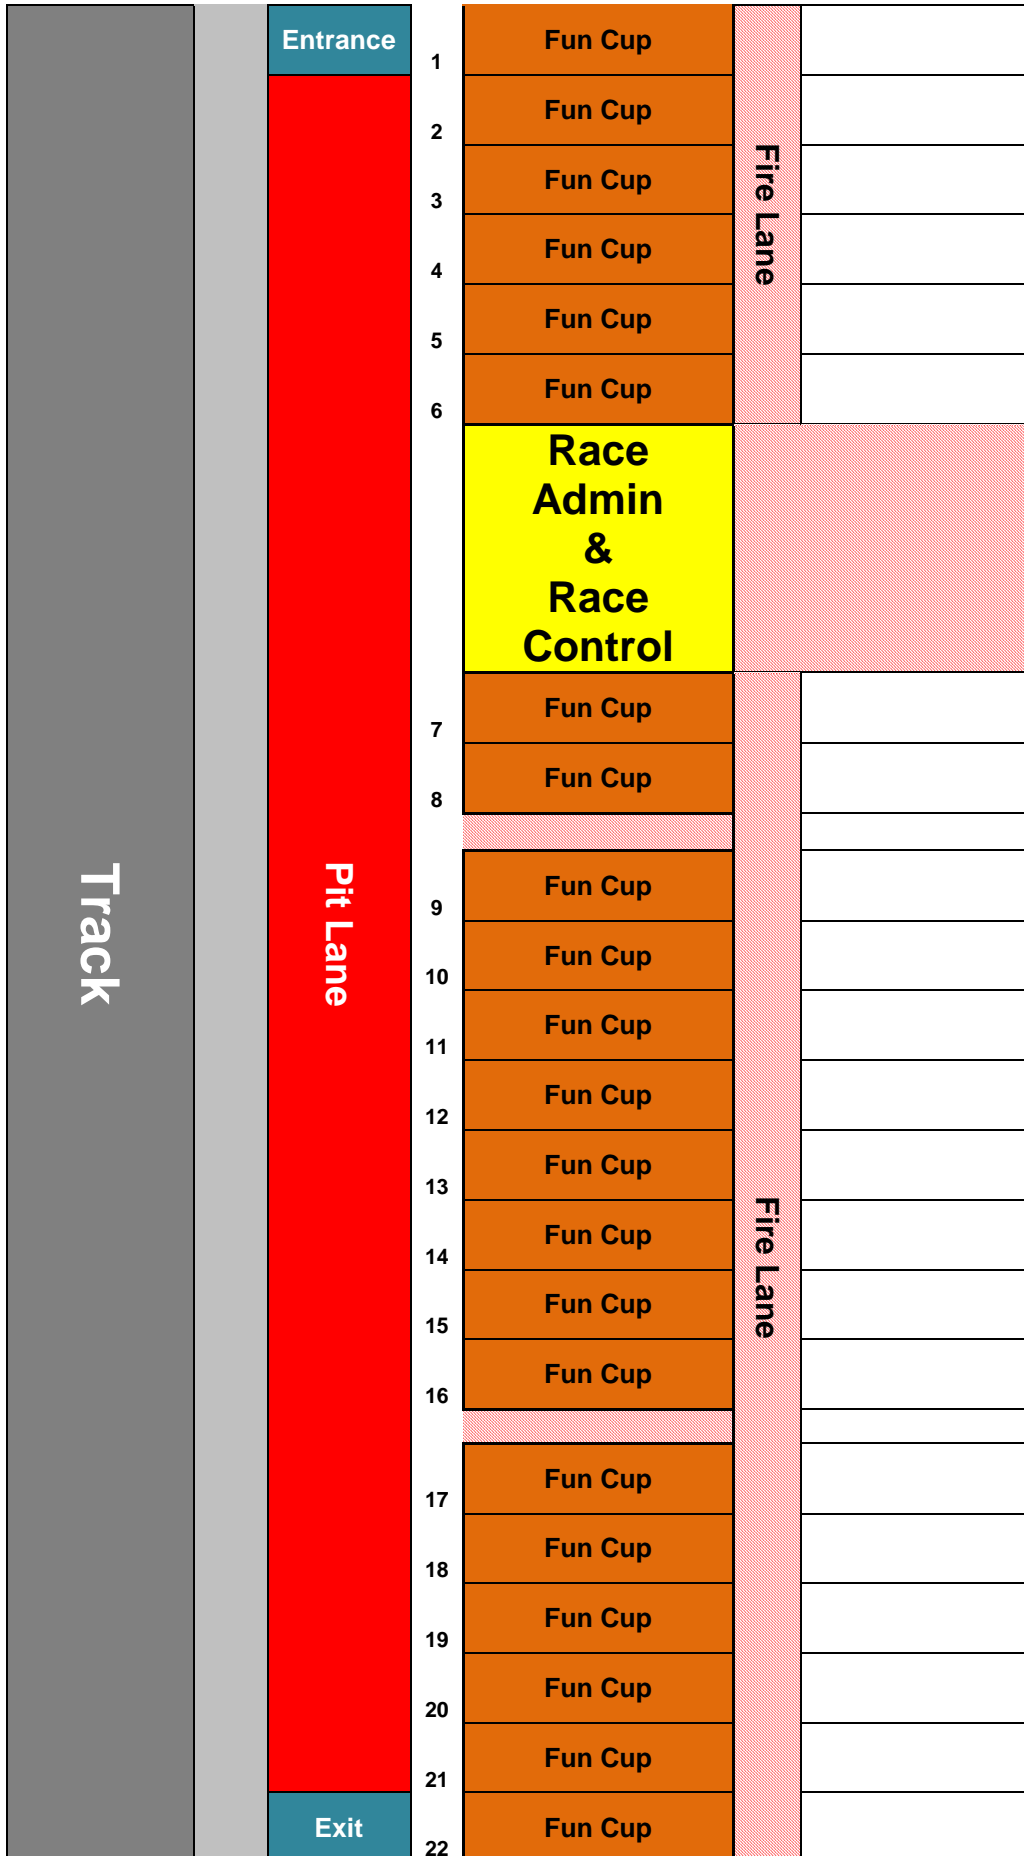 Entrance
1
Fun Cup
2
Fun Cup
3
Fun Cup
4
Fun Cup
5
Fun Cup
6
Fun Cup
Fire Lane
Race
Admin
&
Race
Control
7
Fun Cup
8
Fun Cup
Track
Pit Lane
9
Fun Cup
10
Fun Cup
11
Fun Cup
12
Fun Cup
13
Fun Cup
14
Fun Cup
15
Fun Cup
16
Fun Cup
Fire Lane
17
Fun Cup
18
Fun Cup
19
Fun Cup
20
Fun Cup
21
Fun Cup
Exit
22
Fun Cup